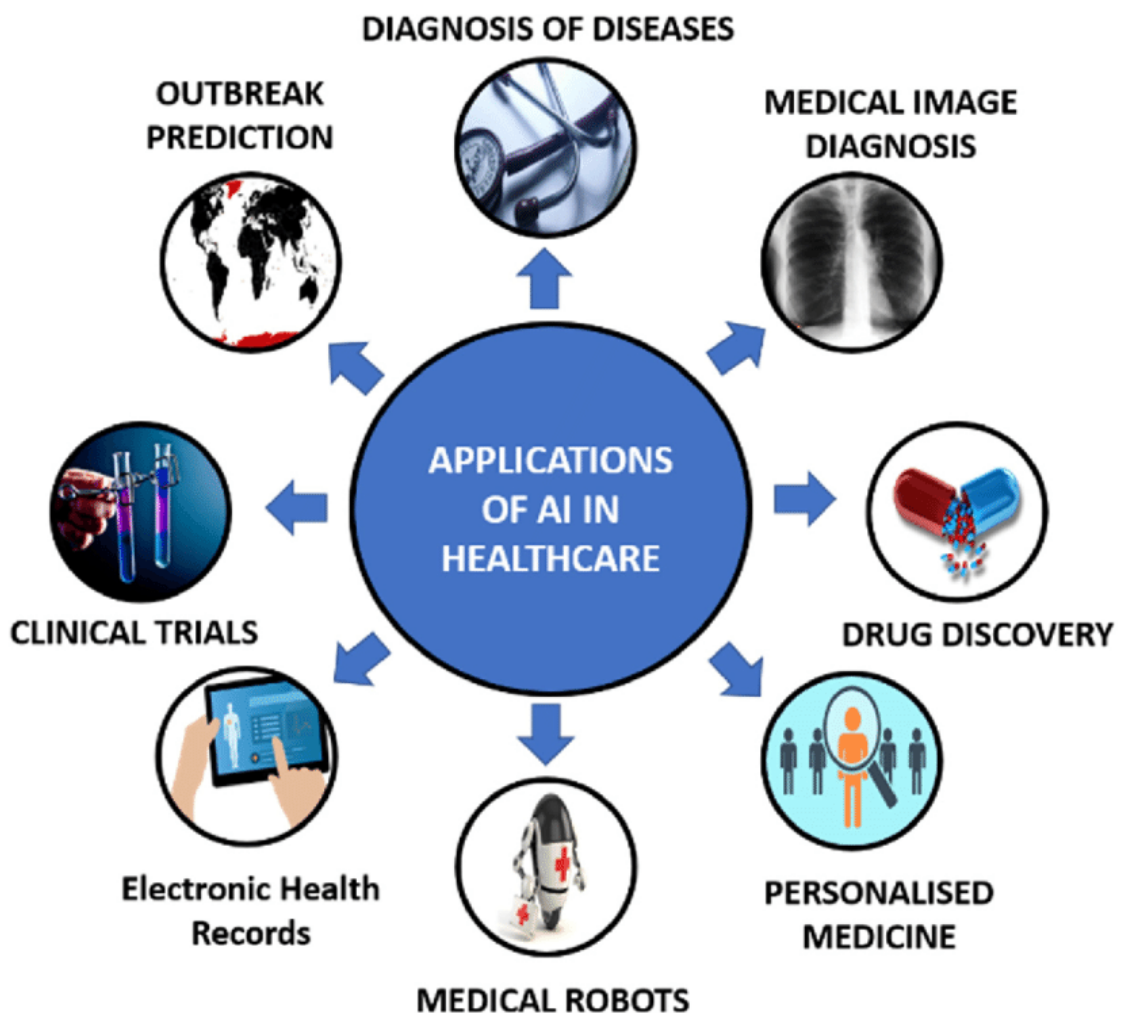 DIAGNOSIS OF DISEASES
OUTBREAK
PREDICTION
MEDICAL IMAGE
DIAGNOSIS
APPLICATIONS
OF AI IN
HEALTHCARE
CLINICAL TRIALS
DRUG DISCOVERY
Electronic Health
Records
PERSONALISED
MEDICINE
MEDICAL ROBOTS